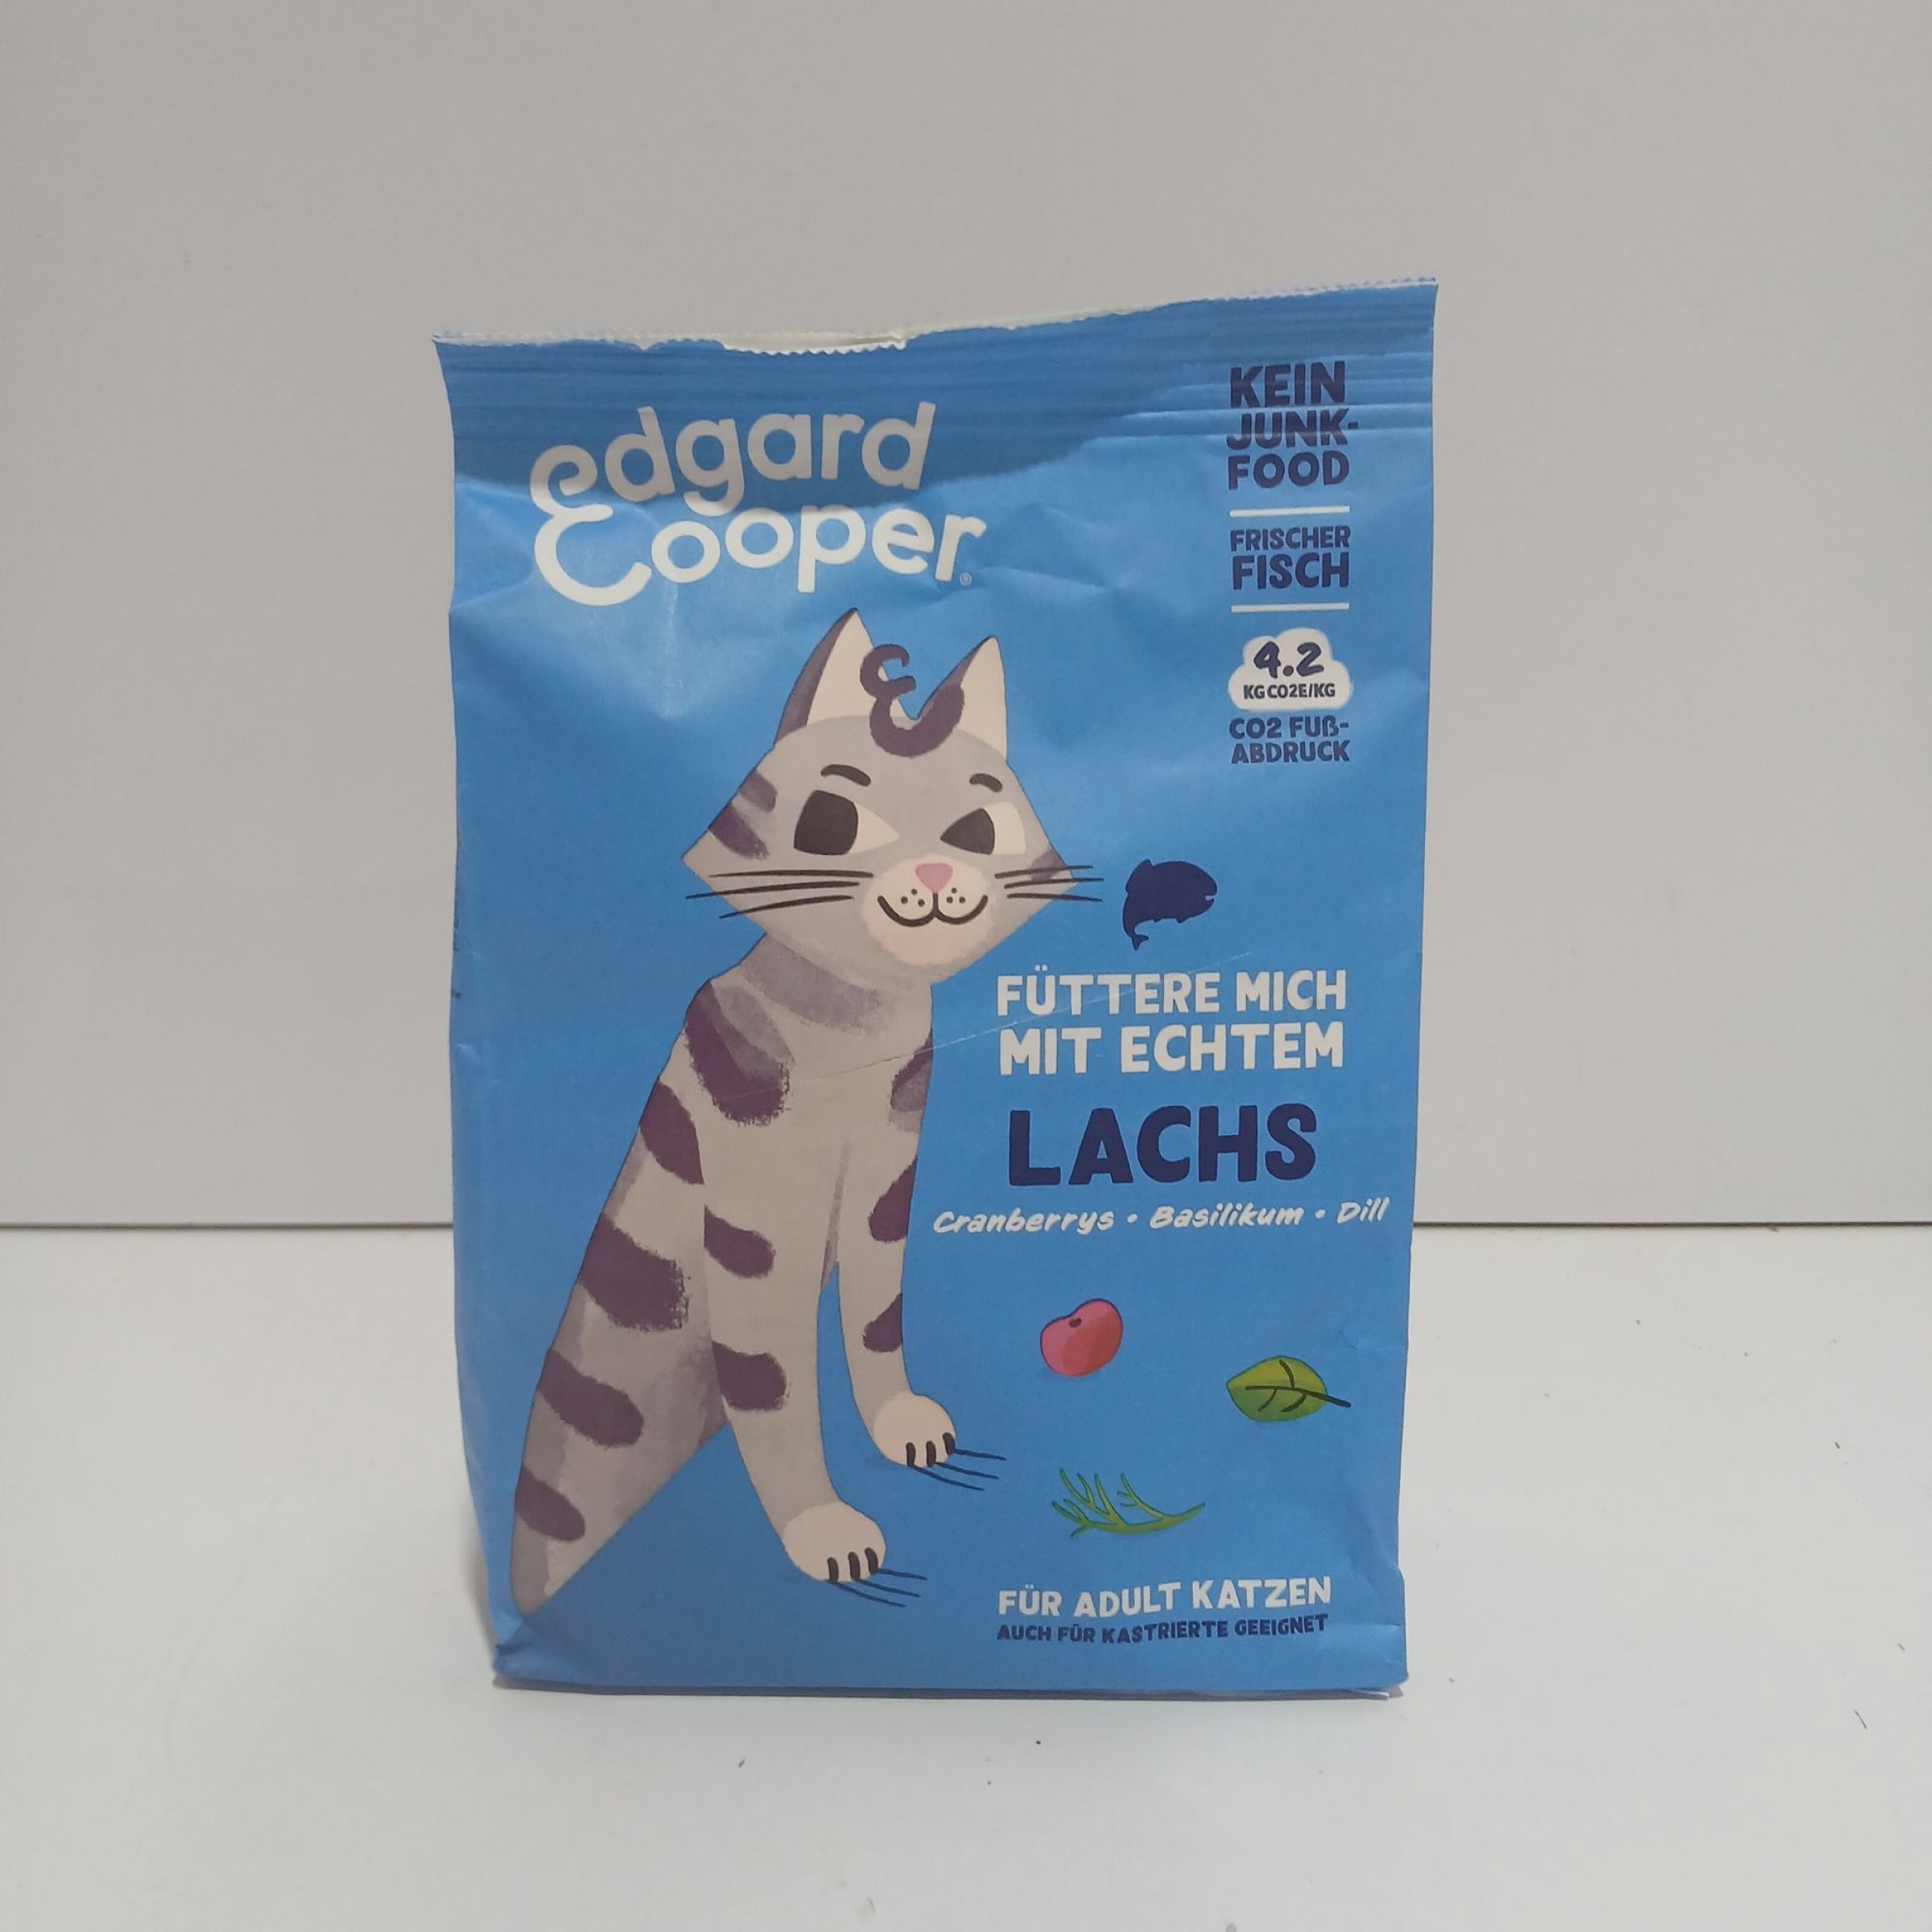 edgard
Cooper®
KEIN
JUNK-
FOOD
FRISCHER
FISCH
4.2
KG CO2E/KG
CO2 FUß-
ABDRUCK
FÜTTERE MICH
MIT ECHTEM
LACHS
Cranberrys • Basilikum • Dill
FÜR ADULT KATZEN
AUCH FÜR KASTRIERTE GEEIGNET